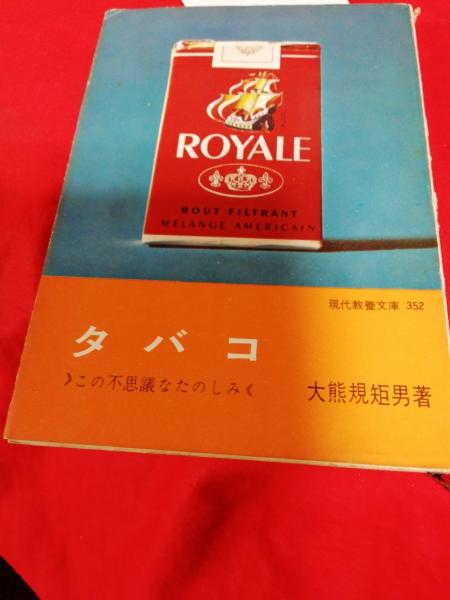 ROYALE
BOUT FILTRANT
MÉLANGE AMERICAIN
現代教養文庫 352
タバコ
》この不思議なたのしみ《
大熊規矩男著